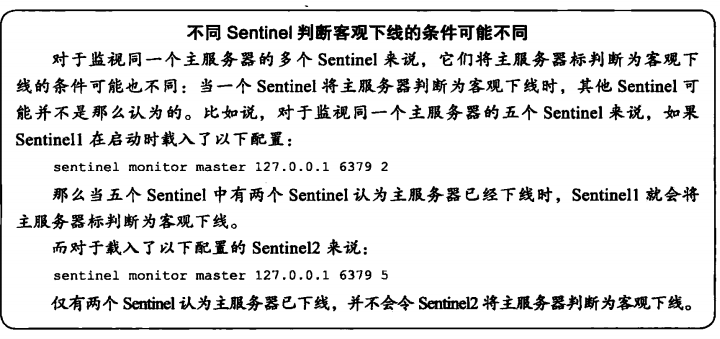 不同 Sentinel 判断客观下线的条件可能不同
对于监视同一个主服务器的多个 Sentinel 来说，它们将主服务器标判断为客观下
线的条件可能也不同：当一个 Sentinel 将主服务器判断为客观下线时，其他 Sentinel 可
能并不是那么认为的。比如说，对于监视同一个主服务器的五个 Sentinel 来说，如果
Sentinel1 在启动时载入了以下配置：
sentinel monitor master 127.0.0.1 6379 2
那么当五个 Sentinel 中有两个 Sentinel 认为主服务器已经下线时，Sentinel1 就会将
主服务器标判断为客观下线。
而对于载入了以下配置的 Sentinel2 来说：
sentinel monitor master 127.0.0.1 6379 5
仅有两个 Sentinel 认为主服务器已下线，并不会令 Sentinel2 将主服务器判断为客观下线。